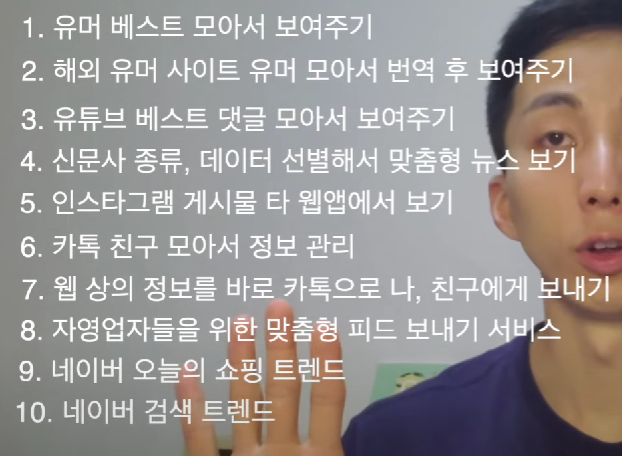 1. 유머 베스트 모아서 보여주기
2. 해외 유머 사이트 유머 모아서 번역 후 보여주기
3. 유튜브 베스트 댓글 모아서 보여주기
4. 신문사 종류, 데이터 선별해서 맞춤형 뉴스 보기
5. 인스타그램 게시물 타 웹앱에서 보기
6. 카톡 친구 모아서 정보 관리
7. 웹 상의 정보를 바로 카톡으로 나, 친구에게 보내기
8. 자영업자들을 위한 맞춤형 피드 보내기 서비스
9. 네이버 오늘의 쇼핑 트렌드
10. 네이버 검색 트렌드